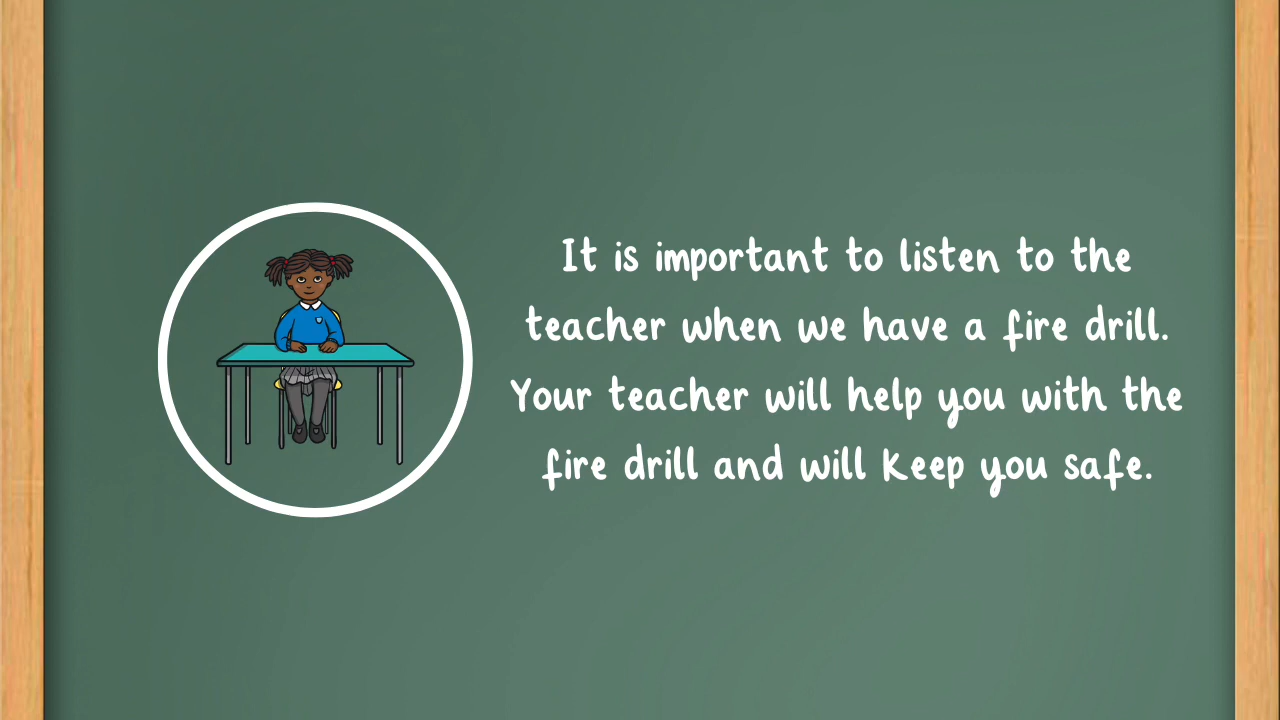 It is important to listen to the
teacher when we have a fire drill.
Your teacher will help you with the
fire drill and will keep you safe.